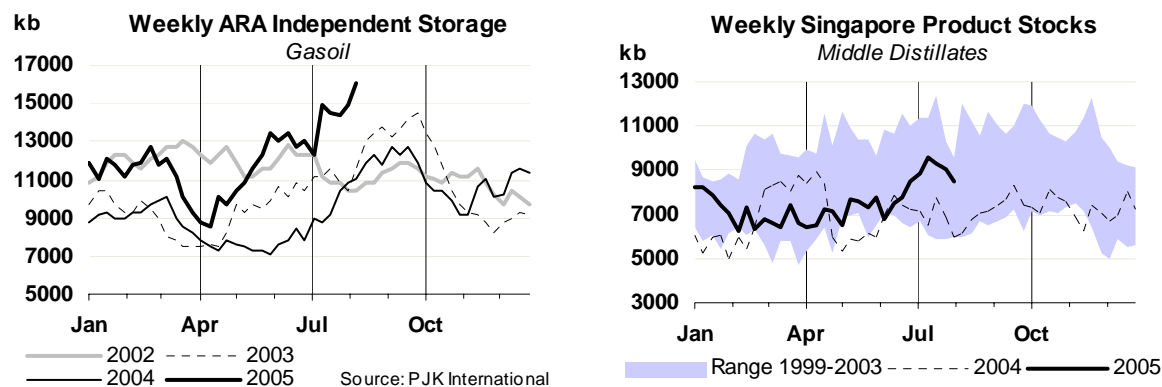 Weekly ARA Independent Storage
kb
Gasoil
17000
15000
13000
11000
9000
7000
5000
Jan Apr Jul Oct
2002 2003
2004 2005
Source: PJK International
Weekly Singapore Product Stocks
kb
Middle Distillates
13000
11000
9000
7000
5000
3000
Jan Apr Jul Oct
Range 1999-2003 2004 2005